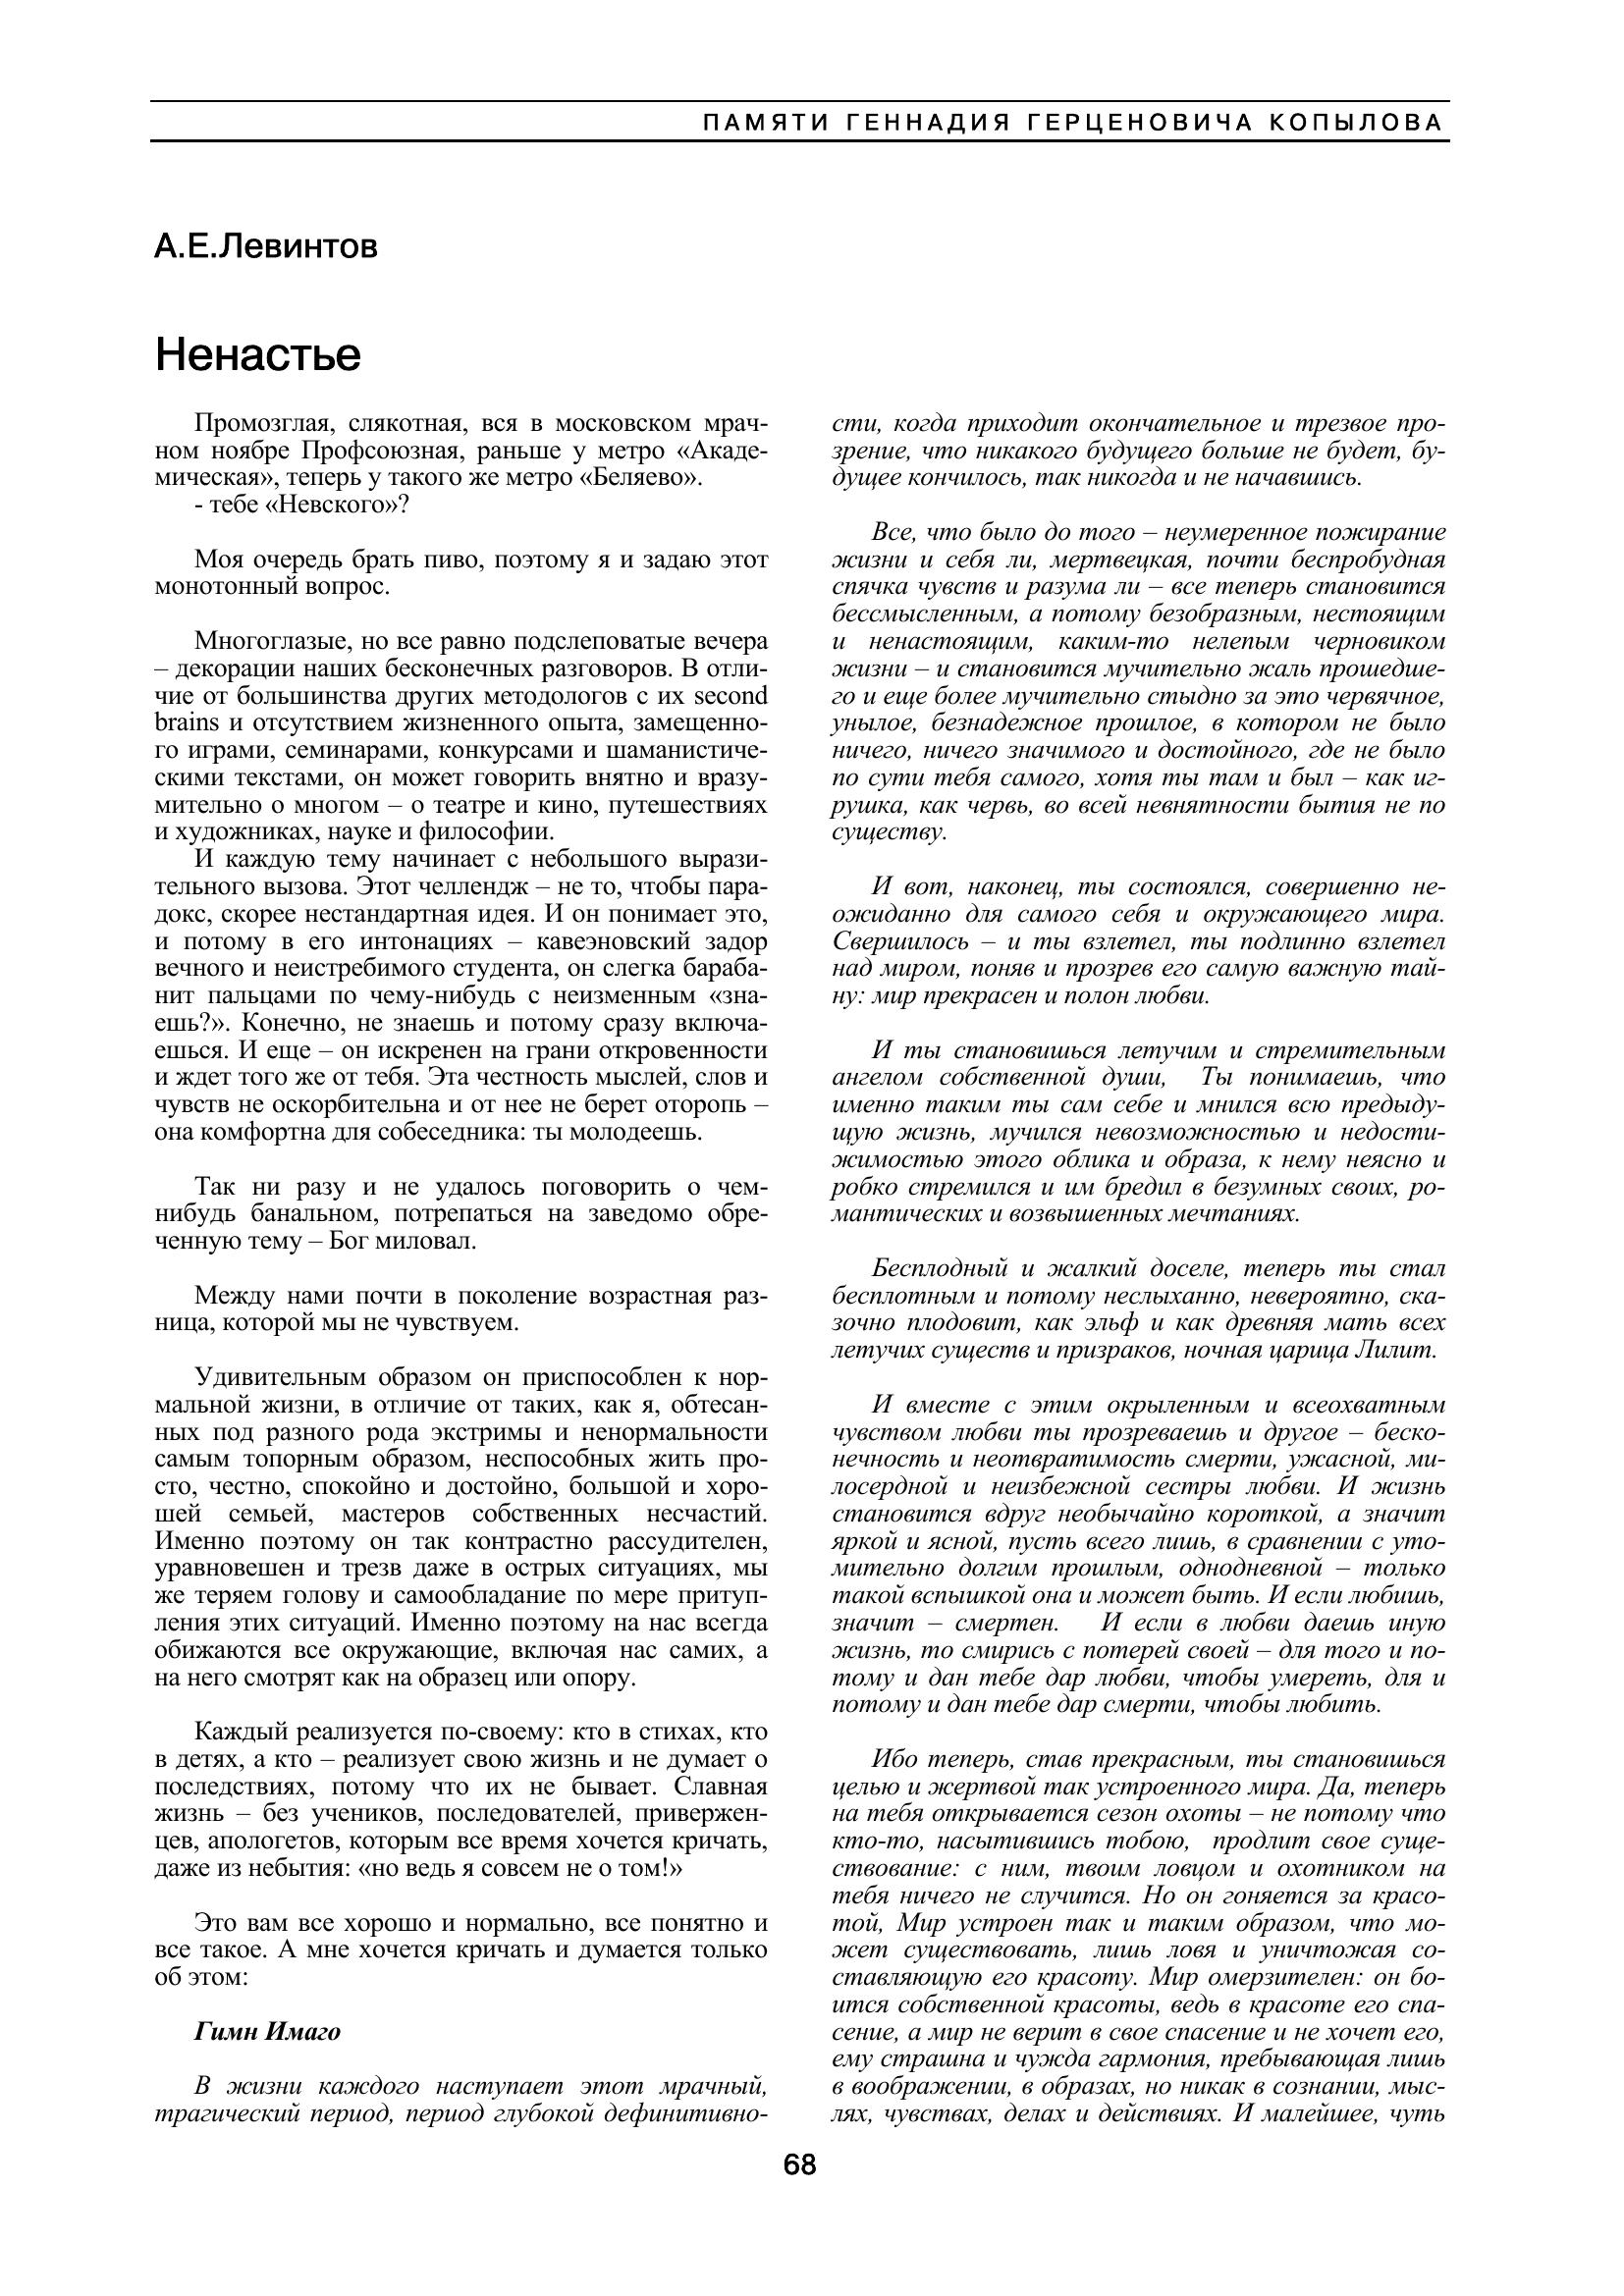 ПАМЯТИ ГЕННАДИЯ ГЕРЦЕНОВИЧА КОПЫЛОВА
А.Е.Левинтов
Ненастье
Промозглая, слякотная, вся в московском мрач-
ном ноябре Профсоюзная, раньше у метро «Акаде-
мическая», теперь у такого же метро «Беляево».
- тебе «Невского»?
Моя очередь брать пиво, поэтому я и задаю этот
монотонный вопрос.
Многоглазые, но все равно подслеповатые вечера
– декорации наших бесконечных разговоров. В отли-
чие от большинства других методологов с их second
brains и отсутствием жизненного опыта, замещенно-
го играми, семинарами, конкурсами и шаманистиче-
скими текстами, он может говорить внятно и вразу-
мительно о многом – о театре и кино, путешествиях
и художниках, науке и философии.
И каждую тему начинает с небольшого вырази-
тельного вызова. Этот челлендж – не то, чтобы пара-
докс, скорее нестандартная идея. И он понимает это,
и потому в его интонациях – кавеэновский задор
вечного и неистребимого студента, он слегка бараба-
нит пальцами по чему-нибудь с неизменным «зна-
ешь?». Конечно, не знаешь и потому сразу включа-
ешься. И еще – он искренен на грани откровенности
и ждет того же от тебя. Эта честность мыслей, слов и
чувств не оскорбительна и от нее не берет оторопь –
она комфортна для собеседника: ты молодеешь.
Так ни разу и не удалось поговорить о чем-
нибудь банальном, потрепаться на заведомо обре-
ченную тему – Бог миловал.
Между нами почти в поколение возрастная раз-
ница, которой мы не чувствуем.
Удивительным образом он приспособлен к нор-
мальной жизни, в отличие от таких, как я, обтесан-
ных под разного рода экстримы и ненормальности
самым топорным образом, неспособных жить про-
сто, честно, спокойно и достойно, большой и хоро-
шей семьей, мастеров собственных несчастий.
Именно поэтому он так контрастно рассудителен,
уравновешен и трезв даже в острых ситуациях, мы
же теряем голову и самообладание по мере притуп-
ления этих ситуаций. Именно поэтому на нас всегда
обижаются все окружающие, включая нас самих, а
на него смотрят как на образец или опору.
Каждый реализуется по-своему: кто в стихах, кто
в детях, а кто – реализует свою жизнь и не думает о
последствиях, потому что их не бывает. Славная
жизнь – без учеников, последователей, привержен-
цев, апологетов, которым все время хочется кричать,
даже из небытия: «но ведь я совсем не о том!»
Это вам все хорошо и нормально, все понятно и
все такое. А мне хочется кричать и думается только
об этом:
Гимн Имаго
В жизни каждого наступает этот мрачный,
трагический период, период глубокой дефинитивно-
сти, когда приходит окончательное и трезвое про-
зрение, что никакого будущего больше не будет, бу-
дущее кончилось, так никогда и не начавшись.
Все, что было до того – неумеренное пожирание
жизни и себя ли, мертвецкая, почти беспробудная
спячка чувств и разума ли – все теперь становится
бессмысленным, а потому безобразным, нестоящим
и ненастоящим, каким-то нелепым черновиком
жизни – и становится мучительно жаль прошедше-
го и еще более мучительно стыдно за это червячное,
унылое, безнадежное прошлое, в котором не было
ничего, ничего значимого и достойного, где не было
по сути тебя самого, хотя ты там и был – как иг-
рушка, как червь, во всей невнятности бытия не по
существу.
И вот, наконец, ты состоялся, совершенно не-
ожиданно для самого себя и окружающего мира.
Свершилось – и ты взлетел, ты подлинно взлетел
над миром, поняв и прозрев его самую важную тай-
ну: мир прекрасен и полон любви.
И ты становишься летучим и стремительным
ангелом собственной души, Ты понимаешь, что
именно таким ты сам себе и мнился всю предыду-
щую жизнь, мучился невозможностью и недости-
жимостью этого облика и образа, к нему неясно и
робко стремился и им бредил в безумных своих, ро-
мантических и возвышенных мечтаниях.
Бесплодный и жалкий доселе, теперь ты стал
бесплотным и потому неслыханно, невероятно, ска-
зочно плодовит, как эльф и как древняя мать всех
летучих существ и призраков, ночная царица Лилит.
И вместе с этим окрыленным и всеохватным
чувством любви ты прозреваешь и другое – беско-
нечность и неотвратимость смерти, ужасной, ми-
лосердной и неизбежной сестры любви. И жизнь
становится вдруг необычайно короткой, а значит
яркой и ясной, пусть всего лишь, в сравнении с уто-
мительно долгим прошлым, однодневной – только
такой вспышкой она и может быть. И если любишь,
значит – смертен. И если в любви даешь иную
жизнь, то смирись с потерей своей – для того и по-
тому и дан тебе дар любви, чтобы умереть, для и
потому и дан тебе дар смерти, чтобы любить.
Ибо теперь, став прекрасным, ты становишься
целью и жертвой так устроенного мира. Да, теперь
на тебя открывается сезон охоты – не потому что
кто-то, насытившись тобою, продлит свое суще-
ствование: с ним, твоим ловцом и охотником на
тебя ничего не случится. Но он гоняется за красо-
той, Мир устроен так и таким образом, что мо-
жет существовать, лишь ловя и уничтожая со-
ставляющую его красоту. Мир омерзителен: он бо-
ится собственной красоты, ведь в красоте его спа-
сение, а мир не верит в свое спасение и не хочет его,
ему страшна и чужда гармония, пребывающая лишь
в воображении, в образах, но никак в сознании, мыс-
лях, чувствах, делах и действиях. И малейшее, чуть
68